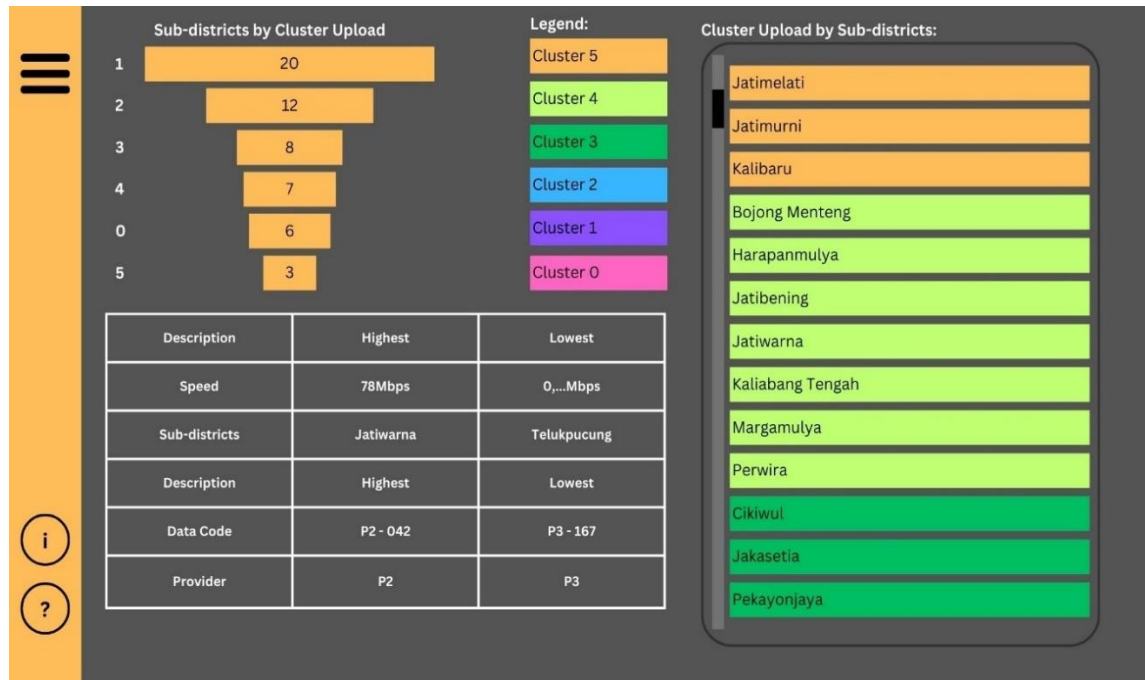 Sub-districts by Cluster Upload
1 20
2 12
3 8
4 7
0 6
5 3
Legend:
Cluster 5
Cluster 4
Cluster 3
Cluster 2
Cluster 1
Cluster 0
Description Highest Lowest
Speed 78Mbps 0,...Mbps
Sub-districts Jatiwarna Telukpucung
Description Highest Lowest
Data Code P2 - 042 P3 - 167
Provider P2 P3
Cluster Upload by Sub-districts:
Jatimelati
Jatimurni
Kalibaru
Bojong Menteng
Harapanmulya
Jatibening
Jatiwarna
Kaliabang Tengah
Margamulya
Perwira
Cikiwul
Jakasetia
Pekayonjaya
i
?